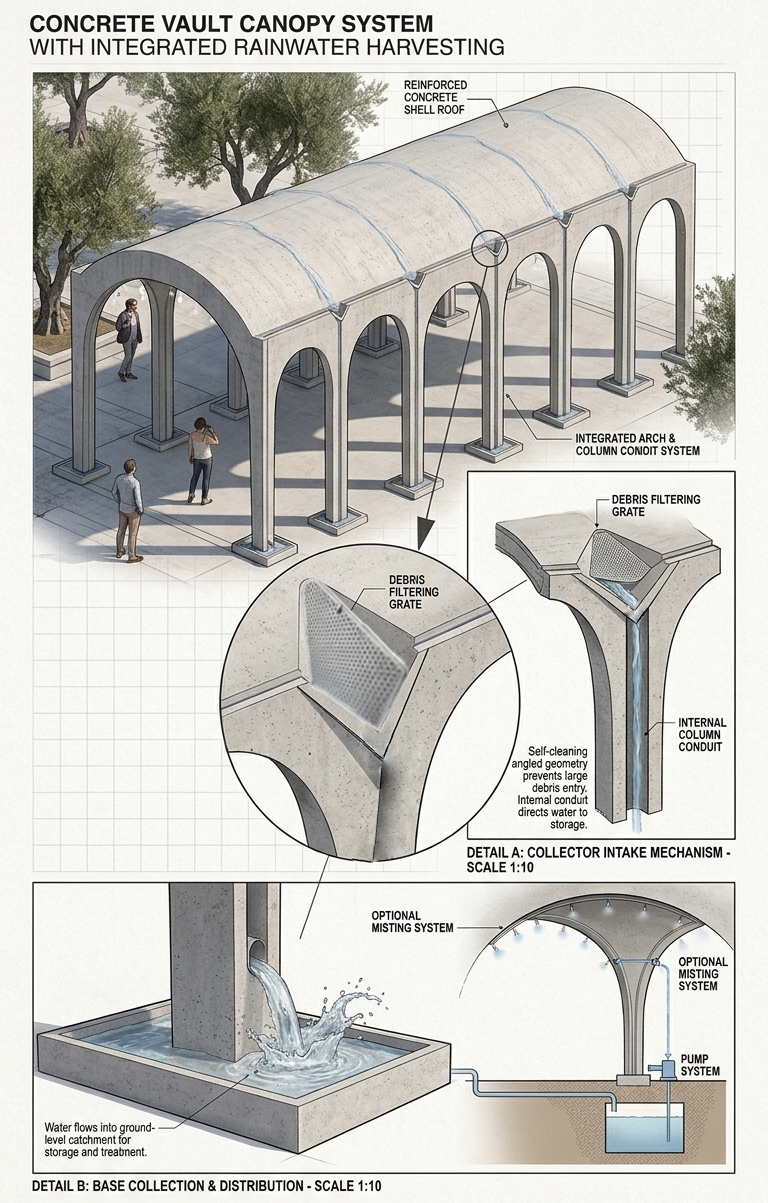 CONCRETE VAULT CANOPY SYSTEM
WITH INTEGRATED RAINWATER HARVESTING
REINFORCED
CONCRETE
SHELL ROOF
INTEGRATED ARCH &
COLUMN CONDIT SYSTEM
DEBRIS FILTERING
GRATE
DEBRIS
FILTERING
GRATE
INTERNAL
COLUMN
CONDUIT
Self-cleaning
angled geometry
prevents large
debris entry.
Internal conduit
directs water to
storage.
DETAIL A: COLLECTOR INTAKE MECHANISM -
SCALE 1:10
OPTIONAL
MISTING SYSTEM
OPTIONAL
MISTING
SYSTEM
PUMP
SYSTEM
Water flows into ground-
level catchment for
storage and treatnent.
DETAIL B: BASE COLLECTION & DISTRIBUTION - SCALE 1:10